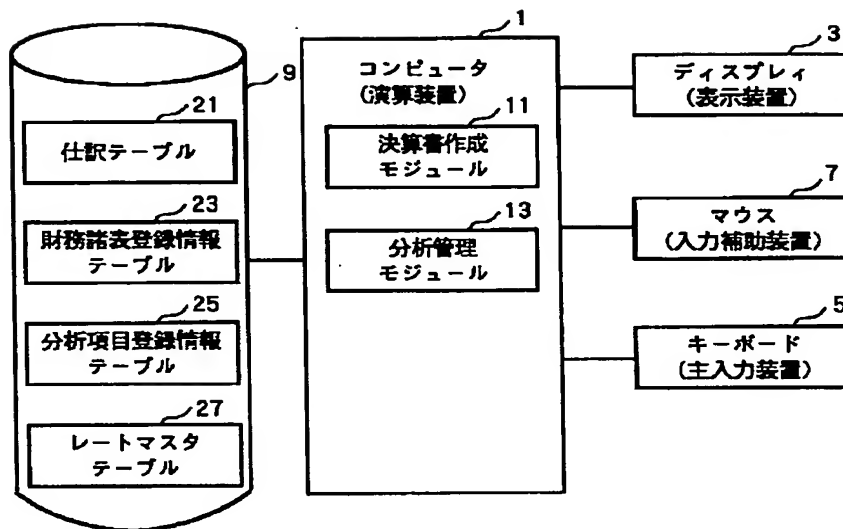 9
21
仕訳テーブル
23
財務諸表登録情報
テーブル
25
分析項目登録情報
テーブル
27
レートマスタ
テーブル
1
コンピュータ
(演算装置)
11
決算書作成
モジュール
13
分析管理
モジュール
3
ディスプレィ
(表示装置)
7
マウス
(入力補助装置)
5
キーボード
(主入力装置)